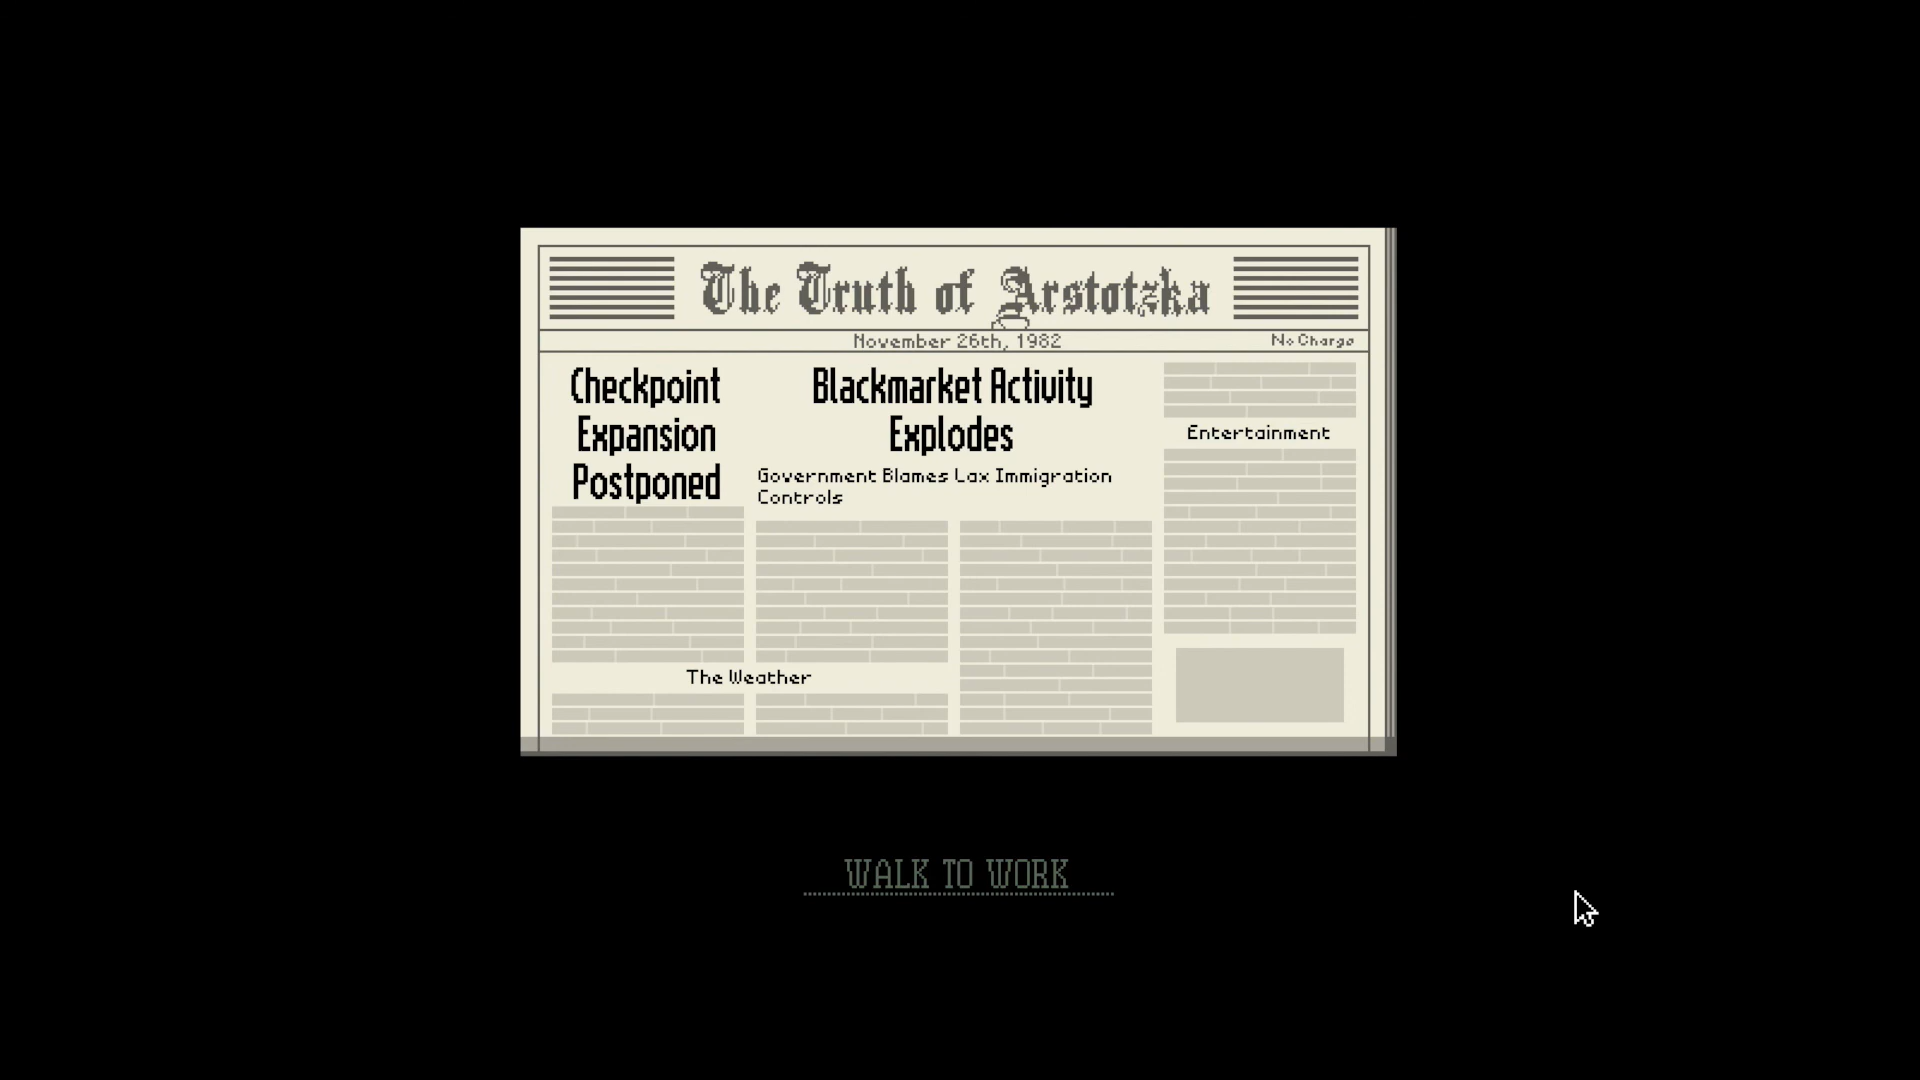 The Truth of Arstotzka
November 26th, 1982
No Charge
Checkpoint
Expansion
Postponed
Blackmarket Activity
Explodes
Government Blames Lax Immigration
Controls
Entertainment
The Weather
WALK TO WORK